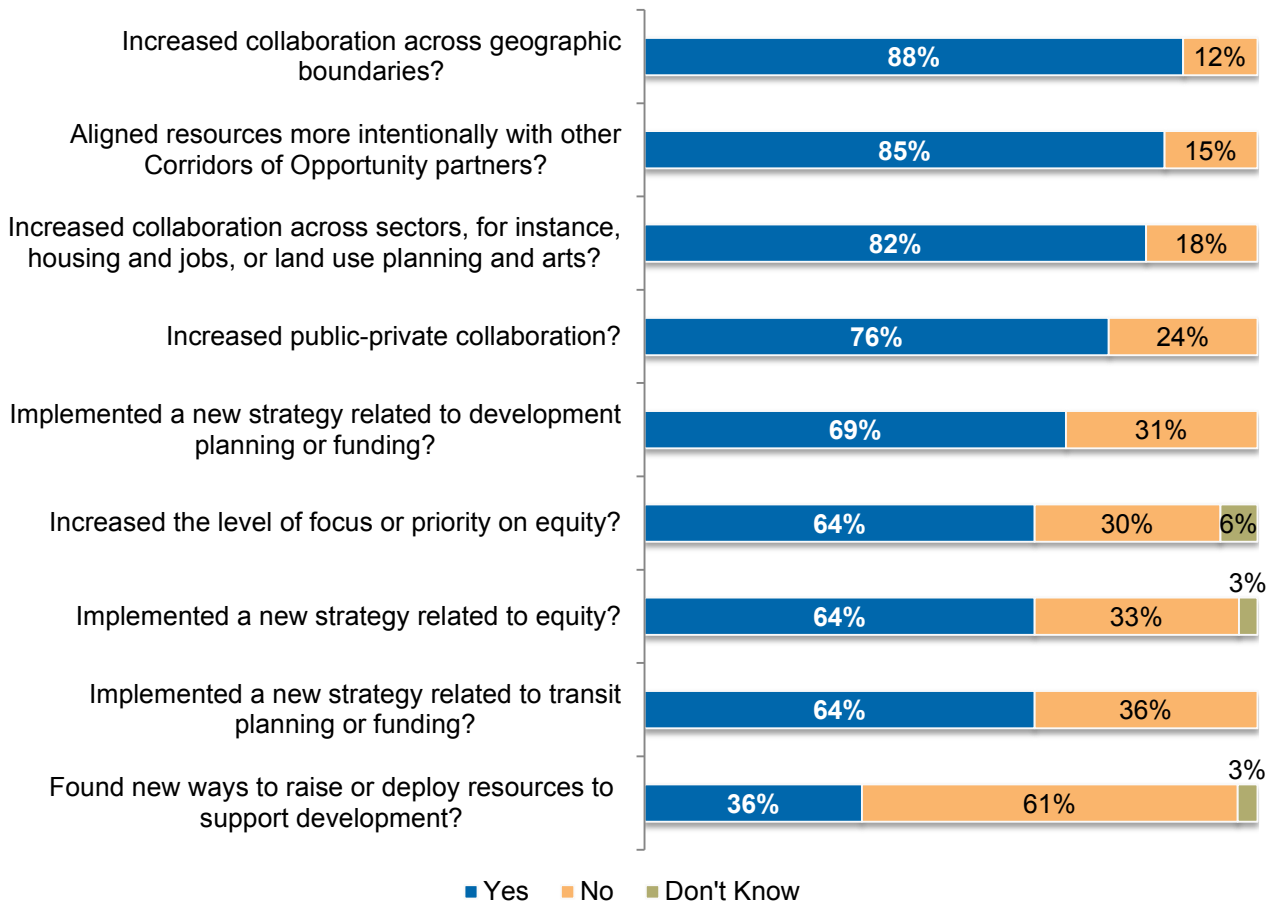 Increased collaboration across geographic
boundaries?
88%
12%
Aligned resources more intentionally with other
Corridors of Opportunity partners?
85%
15%
Increased collaboration across sectors, for instance,
housing and jobs, or land use planning and arts?
82%
18%
Increased public-private collaboration?
76%
24%
Implemented a new strategy related to development
planning or funding?
69%
31%
Increased the level of focus or priority on equity?
64%
30%
6%
Implemented a new strategy related to equity?
64%
33%
3%
Implemented a new strategy related to transit
planning or funding?
64%
36%
Found new ways to raise or deploy resources to
support development?
36%
61%
3%
Yes No Don't Know